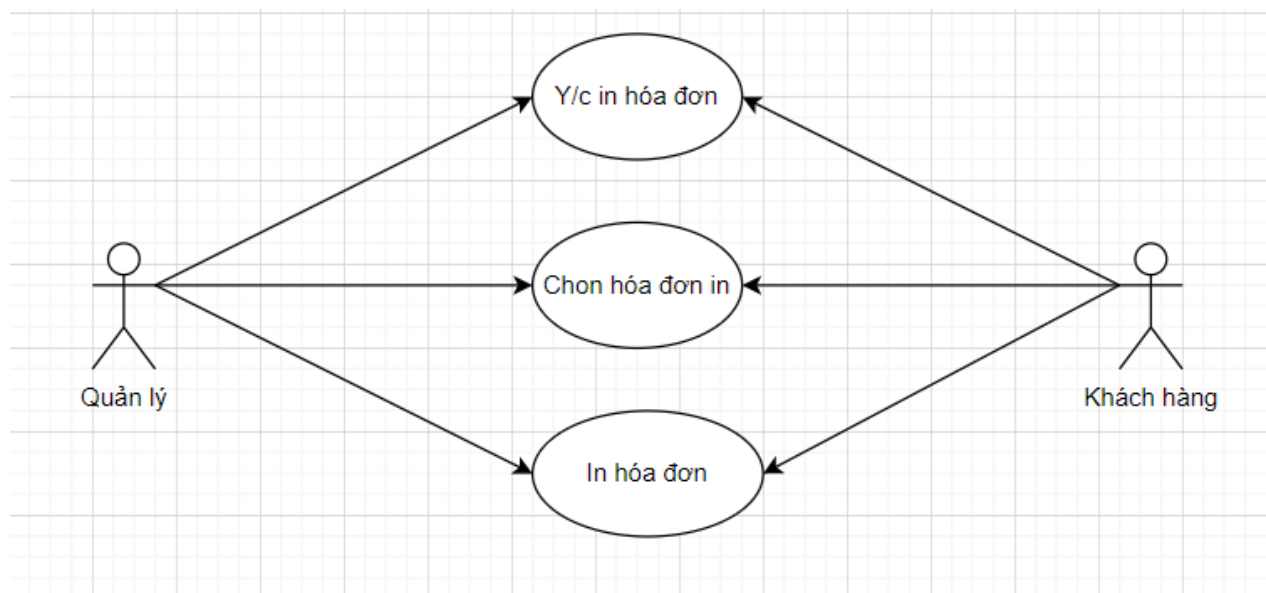 Y/c in hóa đơn
Chon hóa đơn in
Quản lý
Khách hàng
In hóa đơn